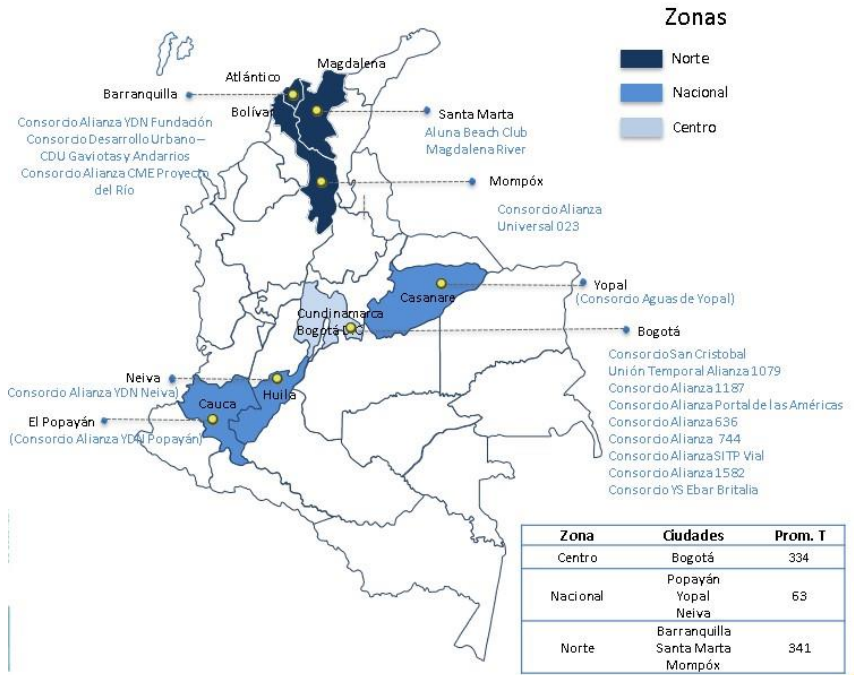 Zonas
Norte
Nacional
Centro
Magdalena
Atlántico
Barranquilla
Bolívar
Consorcio Alianza YDN Fundación
Consorcio Desarrollo Urbano –
CDU Gaviotas y Andarrios
Consorcio Alianza CME Proyecto
del Río
Santa Marta
Aluna Beach Club
Magdalena River
Mompóx
Consorcio Alianza
Universal 023
Casanare
Yopal
(Consorcio Aguas de Yopal)
Cundinamarca
Bogotá D.C
Bogotá
Consorcio San Cristobal
Unión Temporal Alianza 1079
Consorcio Alianza 1187
Consorcio Alianza Portal de las Américas
Consorcio Alianza 636
Consorcio Alianza 744
Consorcio Alianza SITP Vial
Consorcio Alianza 1582
Consorcio YS Ebar Britalia
Neiva
Consorcio Alianza YDN Neiva)
Huila
Cauca
El Popayán
(Consorcio Alianza YDN Popayán)
Zona Ciudades Prom. T
Centro Bogotá 334
Popayán
Nacional Yopal 63
Neiva
Barranquilla
Norte Santa Marta 341
Mompóx